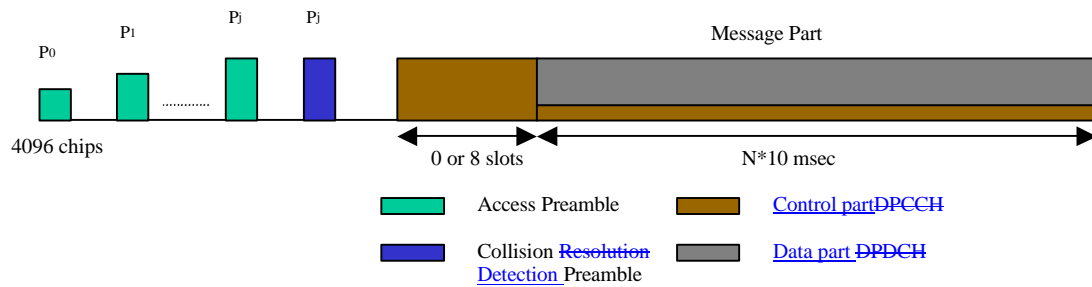 P0 P1 Pj Pj
Message Part
.............
4096 chips
0 or 8 slots N*10 msec
Access Preamble Control partDPCCH
Collision Resolution Data part DPDCH
Detection Preamble